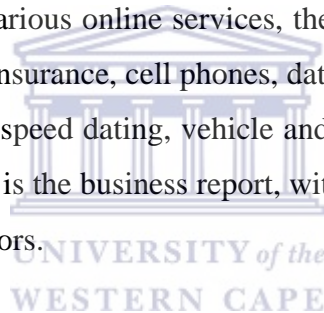 arious online services, the
nsurance, cell phones, dat
speed dating, vehicle and
is the business report, wit
ors.
UNIVERSITY of the
WESTERN CAPE